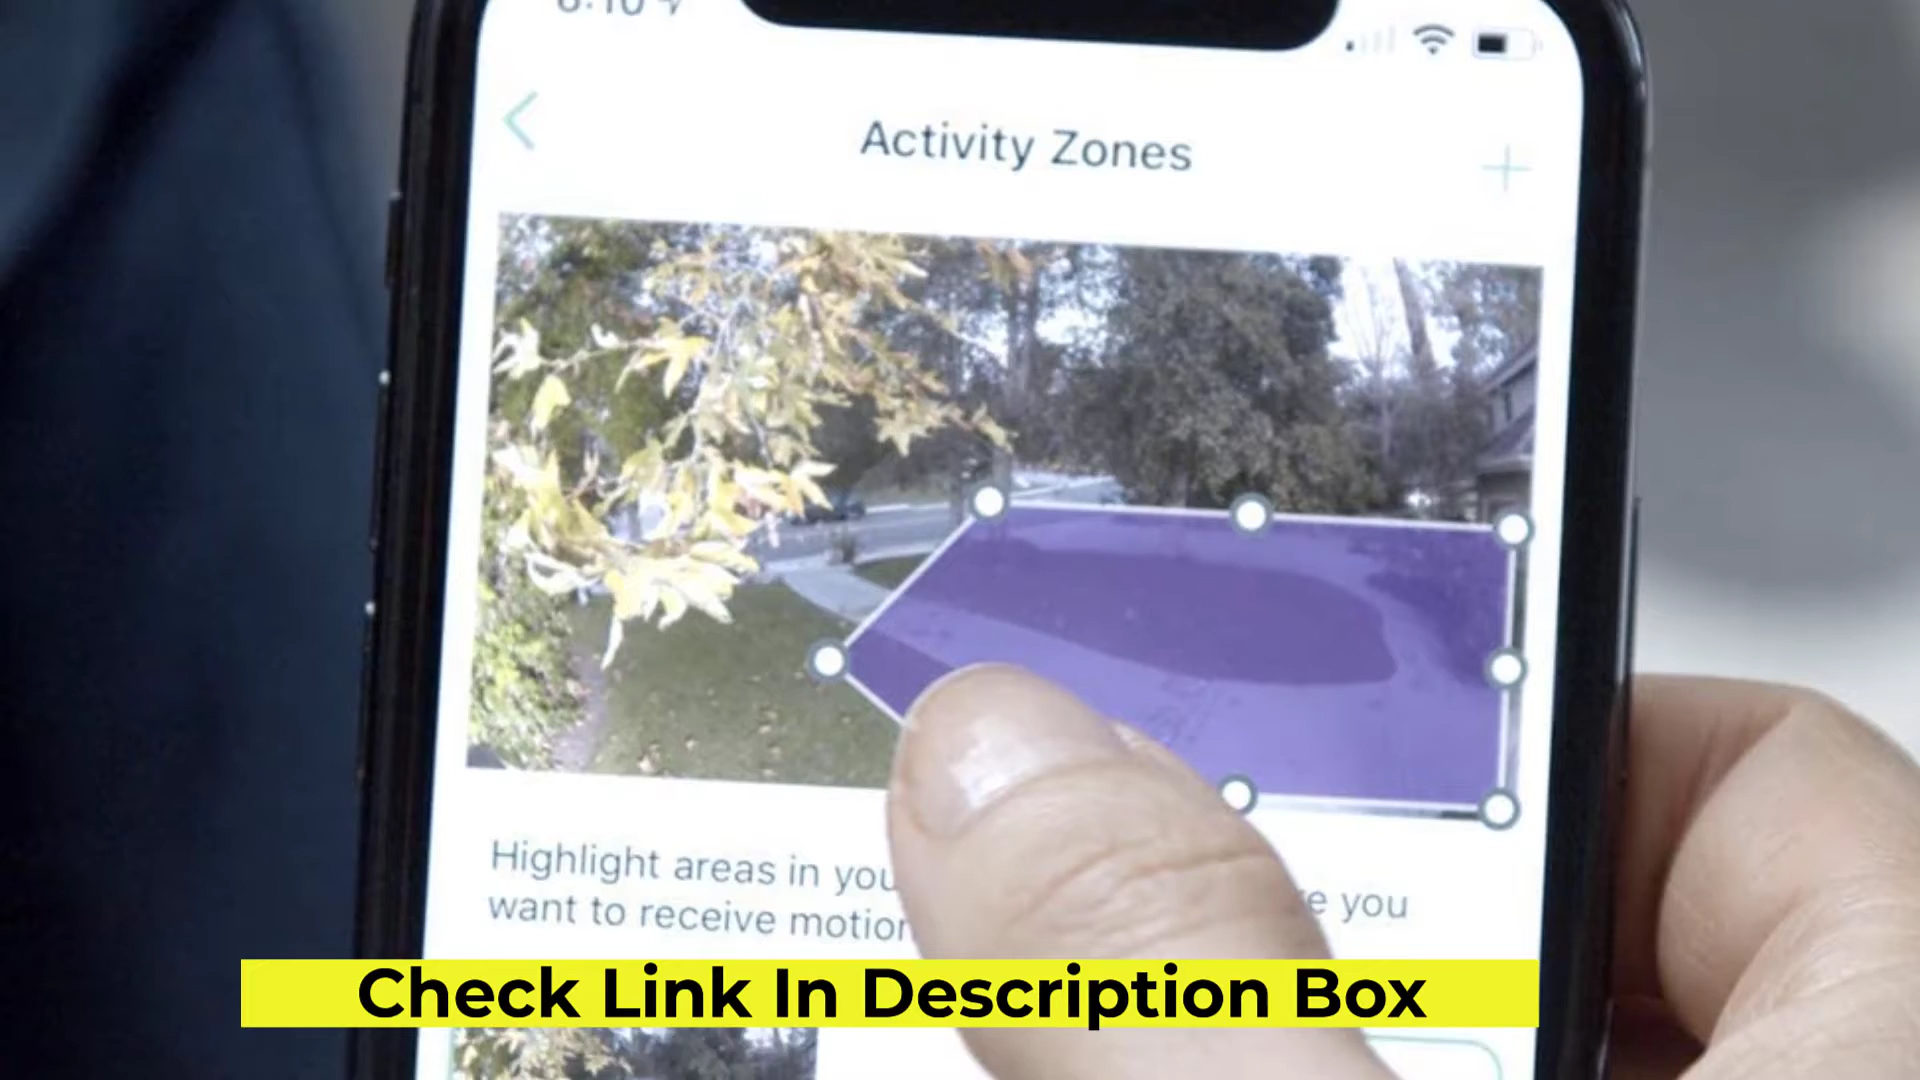 Activity Zones
Highlight areas in you
e you
want to receive motion
Check Link In Description Box